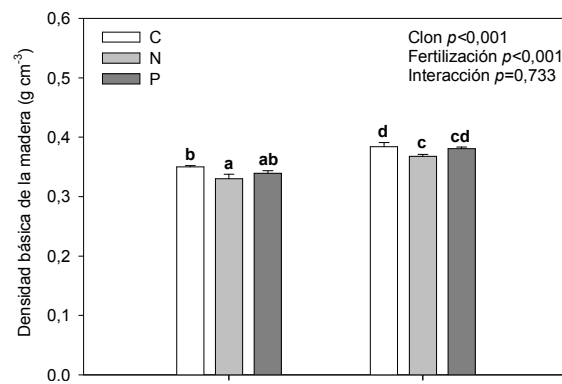 0,6
0,5
0,4
0,3
0,2
0,1
0,0
Densidad básica de la madera (g cm-3)
C
N
P
Clon p<0,001
Fertilización p<0,001
Interacción p=0,733
b
a
ab
d
c
cd